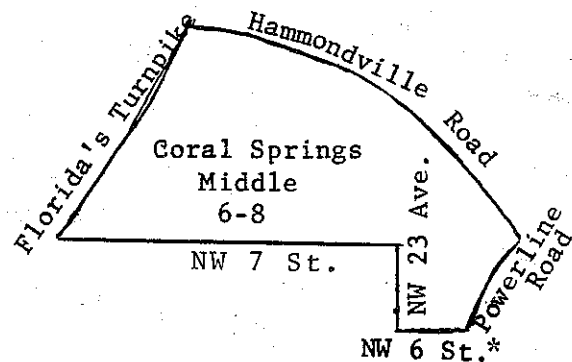 Hammondville
Road
Florida's Turnpike
Coral Springs
Middle
6-8
NW 23 Ave.
NW 7 St.
Powerline
Road
NW 6 St.*